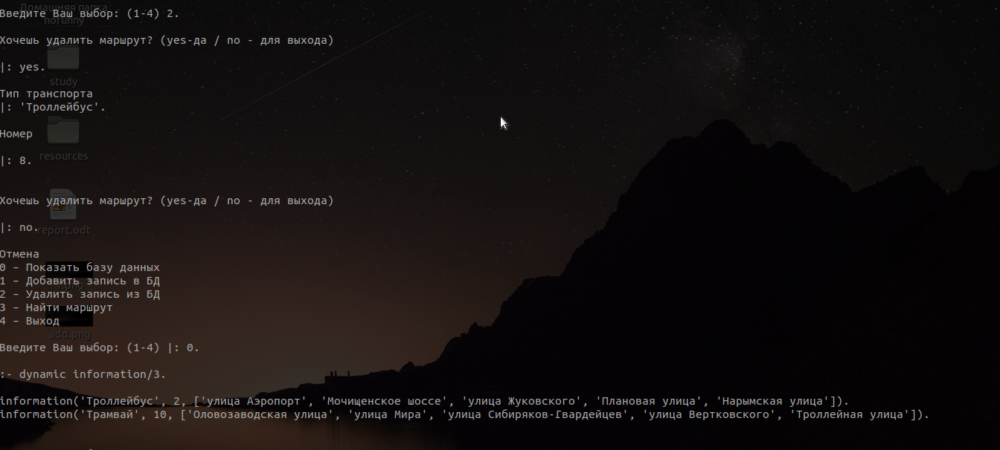 Домашняя папка
nofunny
Введите Ваш выбор: (1-4) 2.
Хочешь удалить маршрут? (yes-да / no - для выхода)
|: yes.
study
Тип транспорта
|: 'Троллейбус'.
Номер
|: 8.
resources
Хочешь удалить маршрут? (yes-да / no - для выхода)
|: no.
report.odt
Отмена
0 – Показать базу данных
1 – Добавить запись в БД
2 – Удалить запись из БД
3 – Найти маршрут
4 – Выход
add.png
Введите Ваш выбор: (1-4) |: 0.
:- dynamic information/3.
information('Троллейбус', 2, ['улица Аэропорт', 'Мочищенское шоссе', 'улица Жуковского', 'Плановая улица', 'Нарымская улица']).
information('Трамвай', 10, ['Оловозаводская улица', 'улица Мира', 'улица Сибиряков-Гвардейцев', 'улица Вертковского', 'Троллейная улица']).